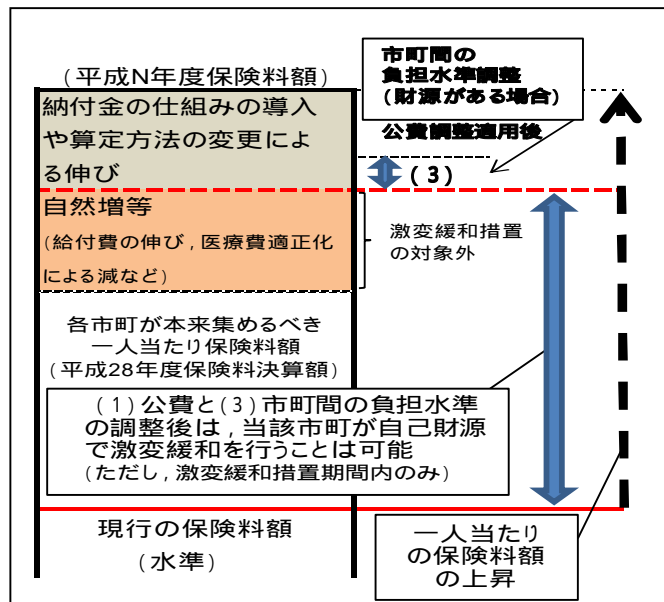 (平成N年度保険料額)
市町間の
負担水準調整
(財源がある場合)
公費調整適用後
納付金の仕組みの導入
や算定方法の変更によ
る伸び
(3)
自然増等
(給付費の伸び,医療費適正化
による減など)
激変緩和措置
の対象外
各市町が本来集めるべき
一人当たり保険料額
(平成28年度保険料決算額)
(1)公費と(3)市町間の負担水準
の調整後は,当該市町が自己財源
で激変緩和を行うことは可能
(ただし,激変緩和措置期間内のみ)
現行の保険料額
(水準)
一人当たり
の保険料額
の上昇